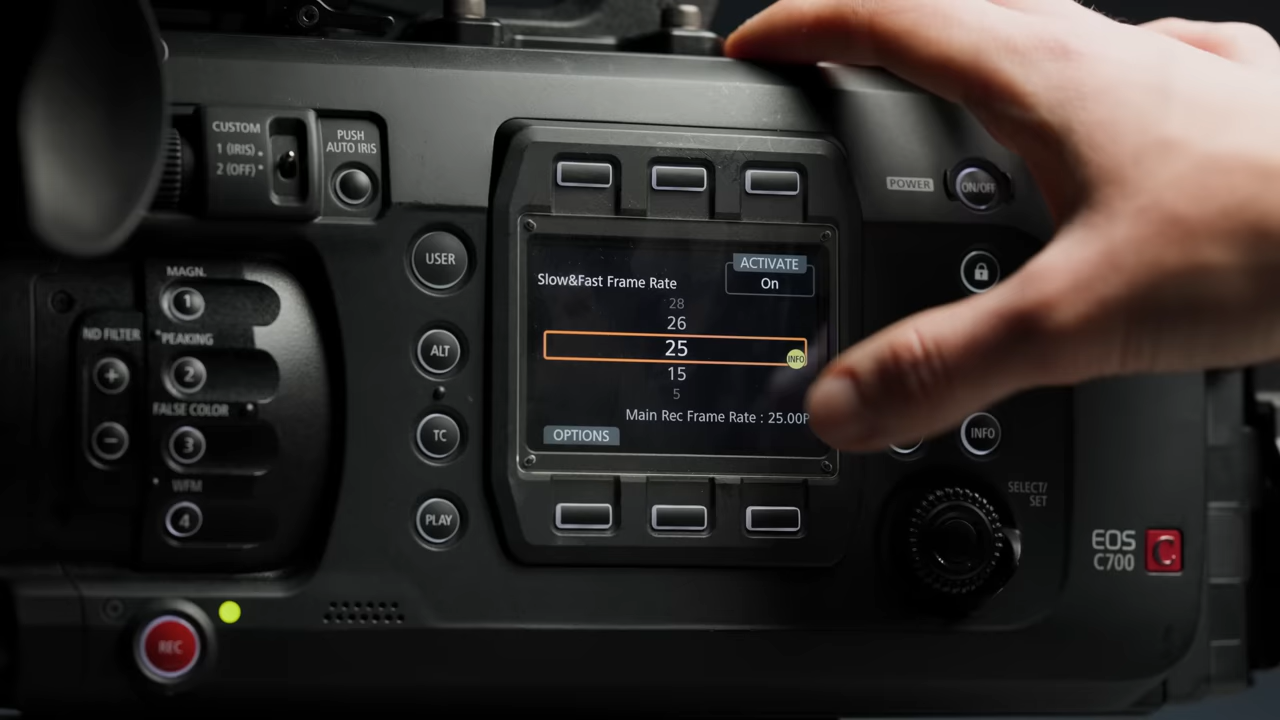 CUSTOM
1 (IRIS)
2 (OFF)
PUSH
AUTO IRIS
POWER
ON/OFF
MAGN.
1
ND FILTER
+
PEAKING
2
FALSE COLOR
-
3
WFM
4
USER
ALT
TC
PLAY
ACTIVATE
Slow&Fast Frame Rate
On
28
26
25
INFO
15
5
Main Rec Frame Rate : 25.00P
OPTIONS
INFO
SELECT/
SET
EOS
C700
C
REC